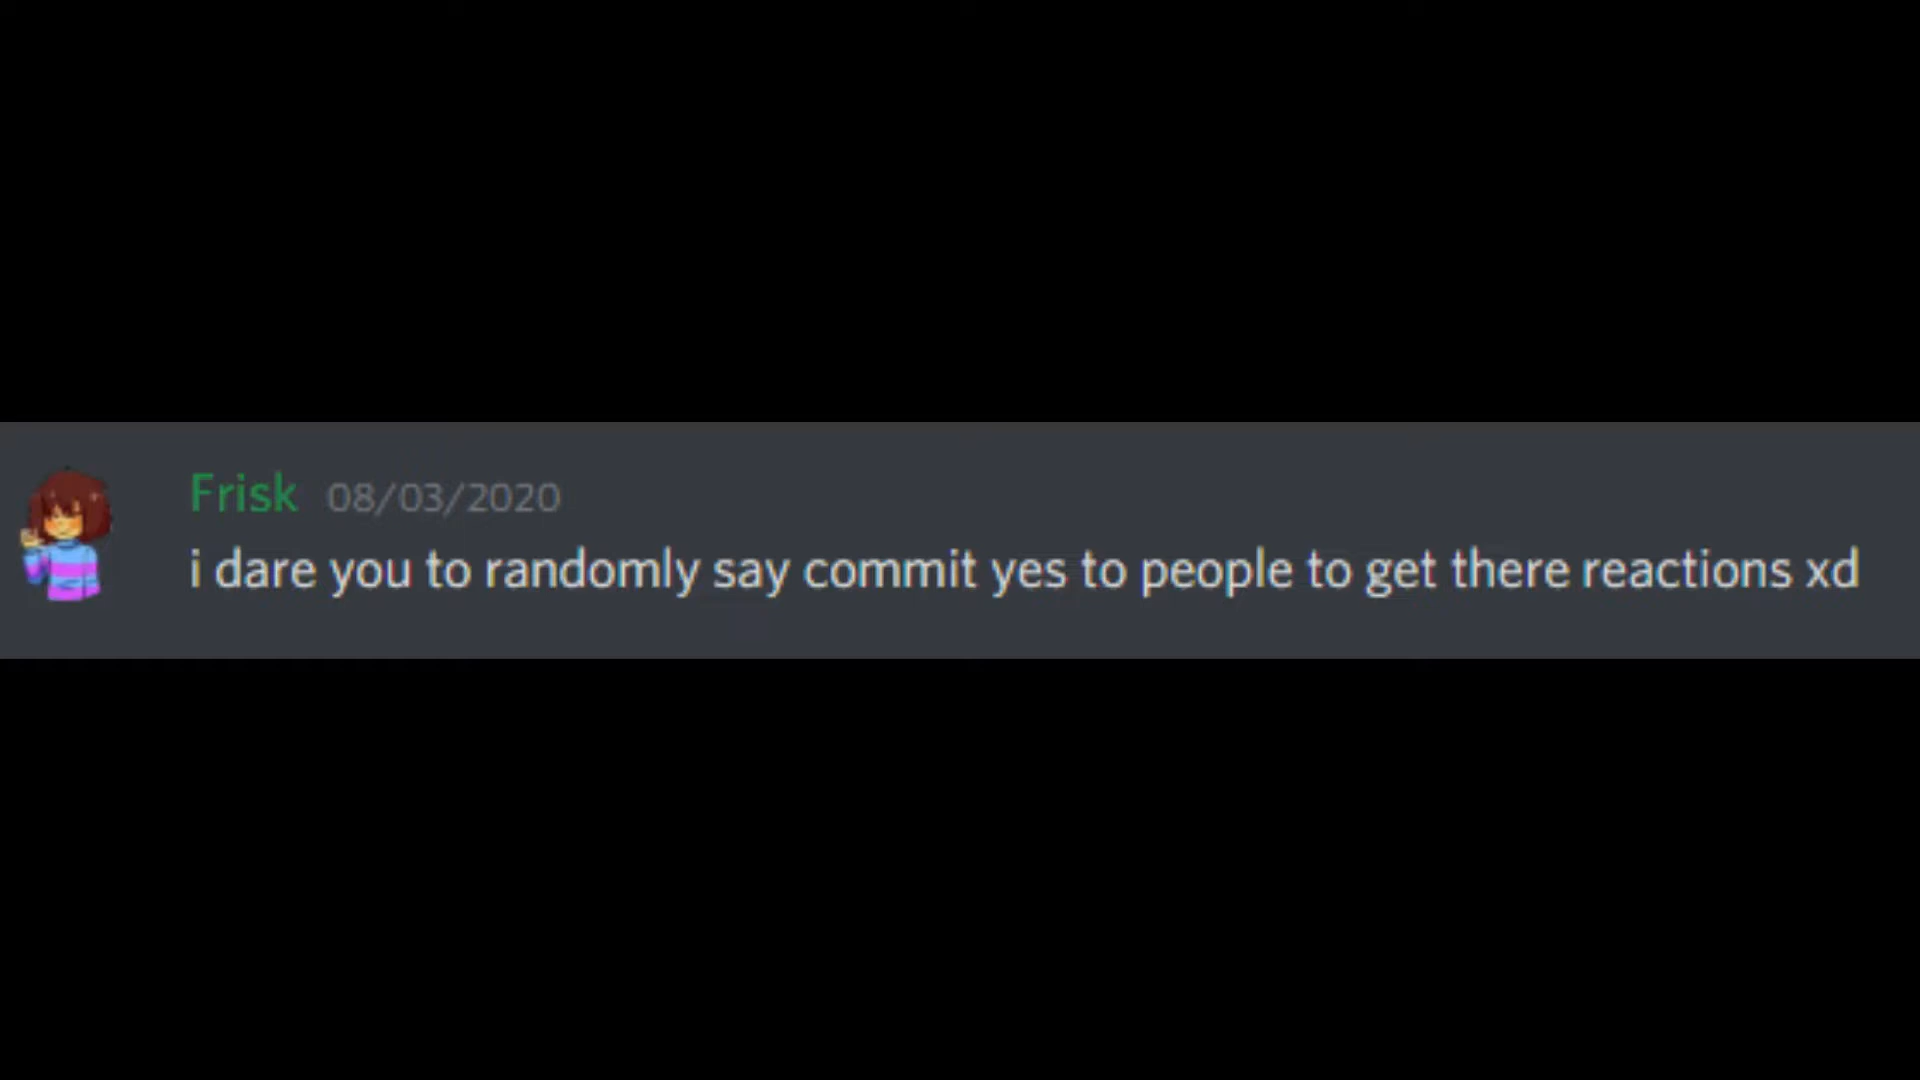 Frisk 08/03/2020
i dare you to randomly say commit yes to people to get there reactions xd